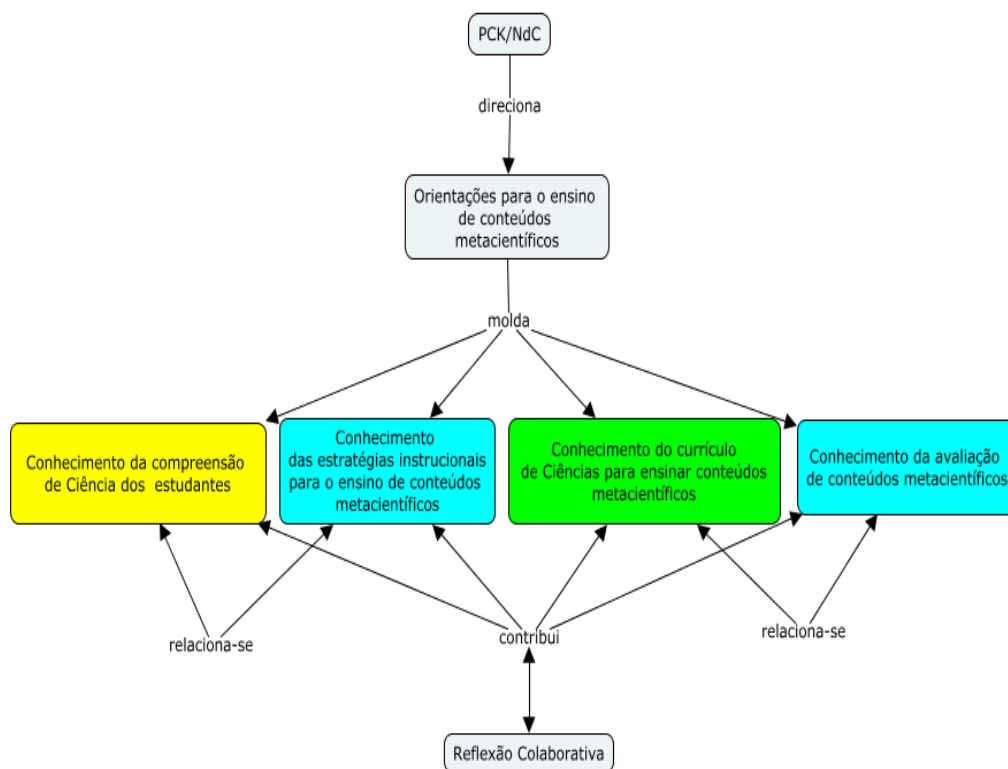 PCK/NdC
direciona
Orientações para o ensino
de conteúdos
metacientíficos
molda
Conhecimento da compreensão
de Ciência dos estudantes
Conhecimento
das estratégias instrucionais
para o ensino de conteúdos
metacientíficos
Conhecimento do currículo
de Ciências para ensinar conteúdos
metacientíficos
Conhecimento da avaliação
de conteúdos metacientíficos
relaciona-se
contribui
relaciona-se
Reflexão Colaborativa